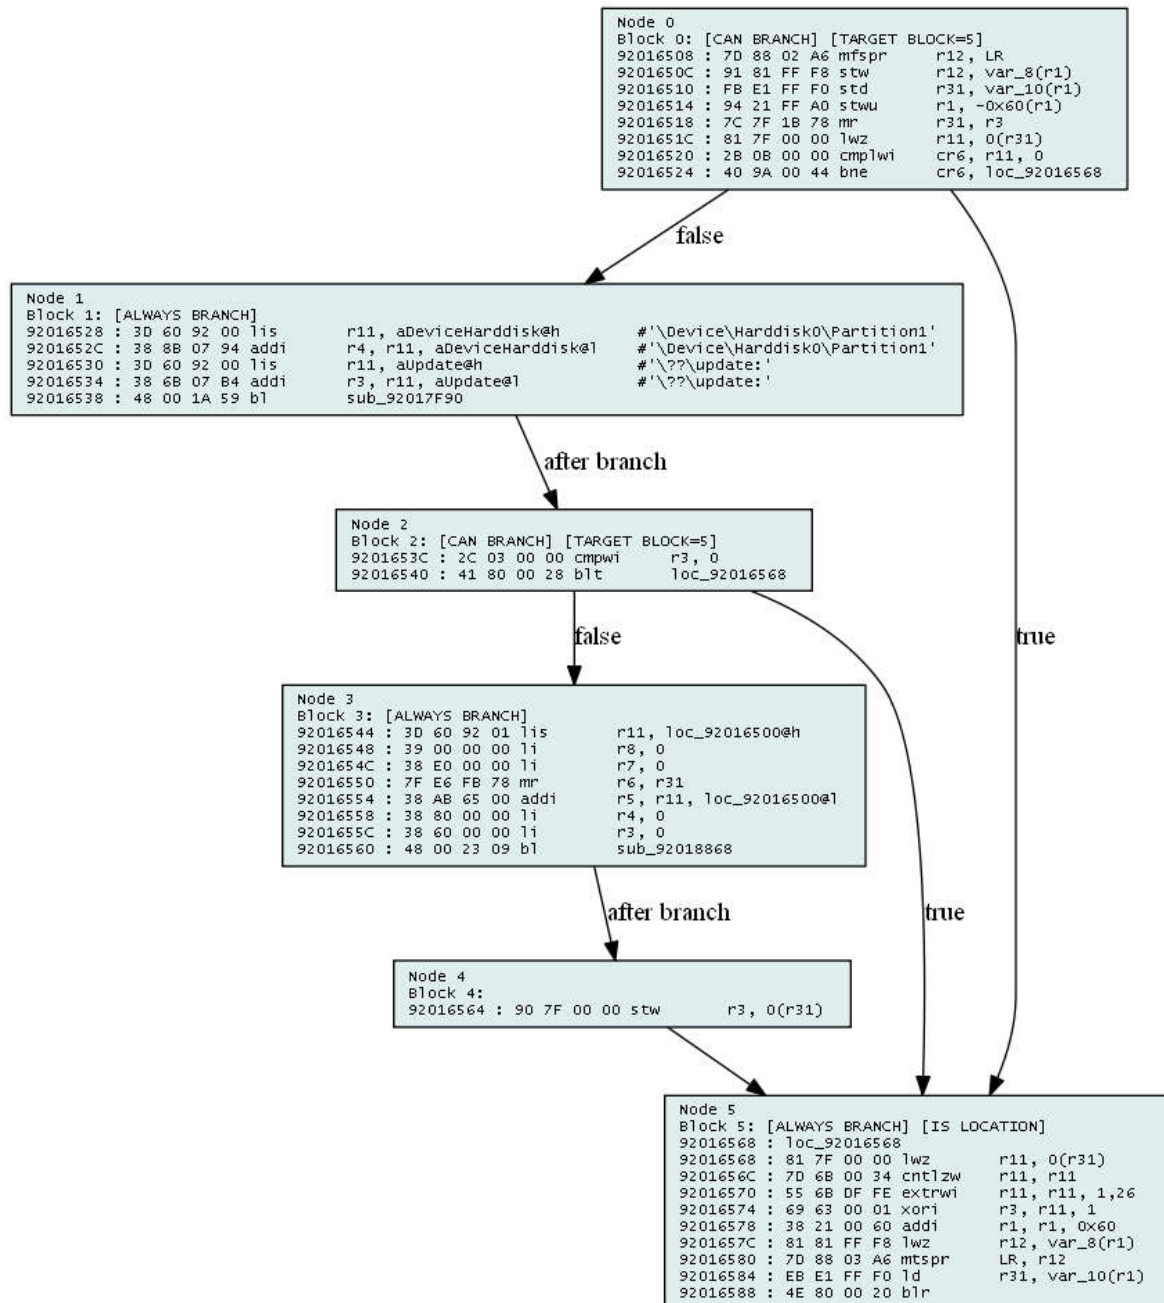 Node 0
Block 0: [CAN BRANCH] [TARGET BLOCK=5]
92016508 : 7D 88 02 A6 mfspr r12, LR
9201650C : 91 81 FF F8 stw r12, var_8(r1)
92016510 : FB E1 FF F0 std r31, var_10(r1)
92016514 : 94 21 FF A0 stwu r1, -0x60(r1)
92016518 : 7C 7F 1B 78 mr r31, r3
9201651C : 81 7F 00 00 lwz r11, 0(r31)
92016520 : 2B 0B 00 00 cmplwi cr6, r11, 0
92016524 : 40 9A 00 44 bne cr6, loc_92016568
false
Node 1
Block 1: [ALWAYS BRANCH]
92016528 : 3D 60 92 00 lis r11, aDeviceHarddisk@h #'\Device\Harddisk0\Partition1'
9201652C : 38 8B 07 94 addi r4, r11, aDeviceHarddisk@l #'\Device\Harddisk0\Partition1'
92016530 : 3D 60 92 00 lis r11, aUpdate@h #'\??\update:'
92016534 : 38 6B 07 B4 addi r3, r11, aUpdate@l #'\??\update:'
92016538 : 48 00 1A 59 bl sub_92017F90
after branch
Node 2
Block 2: [CAN BRANCH] [TARGET BLOCK=5]
9201653C : 2C 03 00 00 cmpwi r3, 0
92016540 : 41 80 00 28 blt loc_92016568
false
true
Node 3
Block 3: [ALWAYS BRANCH]
92016544 : 3D 60 92 01 lis r11, loc_92016500@h
92016548 : 39 00 00 00 li r8, 0
9201654C : 38 E0 00 00 li r7, 0
92016550 : 7F E6 FB 78 mr r6, r31
92016554 : 38 AB 65 00 addi r5, r11, loc_92016500@l
92016558 : 38 80 00 00 li r4, 0
9201655C : 38 60 00 00 li r3, 0
92016560 : 48 00 23 09 bl sub_92018868
after branch
true
Node 4
Block 4:
92016564 : 90 7F 00 00 stw r3, 0(r31)
Node 5
Block 5: [ALWAYS BRANCH] [IS LOCATION]
92016568 : loc_92016568
92016568 : 81 7F 00 00 lwz r11, 0(r31)
9201656C : 7D 6B 00 34 cntlzw r11, r11
92016570 : 55 6B DF FE extrwi r11, r11, 1,26
92016574 : 69 63 00 01 xori r3, r11, 1
92016578 : 38 21 00 60 addi r1, r1, 0x60
9201657C : 81 81 FF F8 lwz r12, var_8(r1)
92016580 : 7D 88 03 A6 mtspr LR, r12
92016584 : EB E1 FF F0 ld r31, var_10(r1)
92016588 : 4E 80 00 20 blr